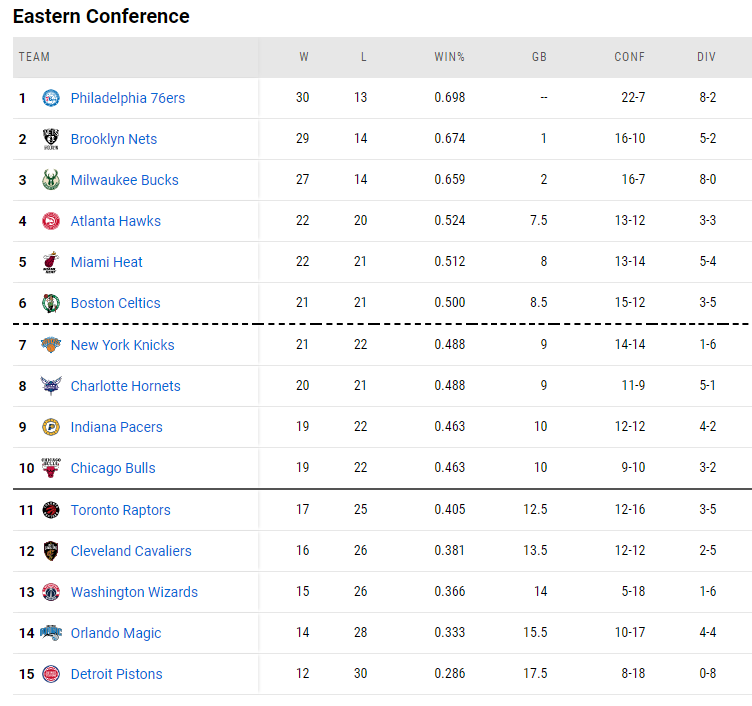 Eastern Conference
TEAM W L WIN% GB CONF DIV
1 Philadelphia 76ers 30 13 0.698 -- 22-7 8-2
2 Brooklyn Nets 29 14 0.674 1 16-10 5-2
3 Milwaukee Bucks 27 14 0.659 2 16-7 8-0
4 Atlanta Hawks 22 20 0.524 7.5 13-12 3-3
5 Miami Heat 22 21 0.512 8 13-14 5-4
6 Boston Celtics 21 21 0.500 8.5 15-12 3-5
7 New York Knicks 21 22 0.488 9 14-14 1-6
8 Charlotte Hornets 20 21 0.488 9 11-9 5-1
9 Indiana Pacers 19 22 0.463 10 12-12 4-2
10 Chicago Bulls 19 22 0.463 10 9-10 3-2
11 Toronto Raptors 17 25 0.405 12.5 12-16 3-5
12 Cleveland Cavaliers 16 26 0.381 13.5 12-12 2-5
13 Washington Wizards 15 26 0.366 14 5-18 1-6
14 Orlando Magic 14 28 0.333 15.5 10-17 4-4
15 Detroit Pistons 12 30 0.286 17.5 8-18 0-8